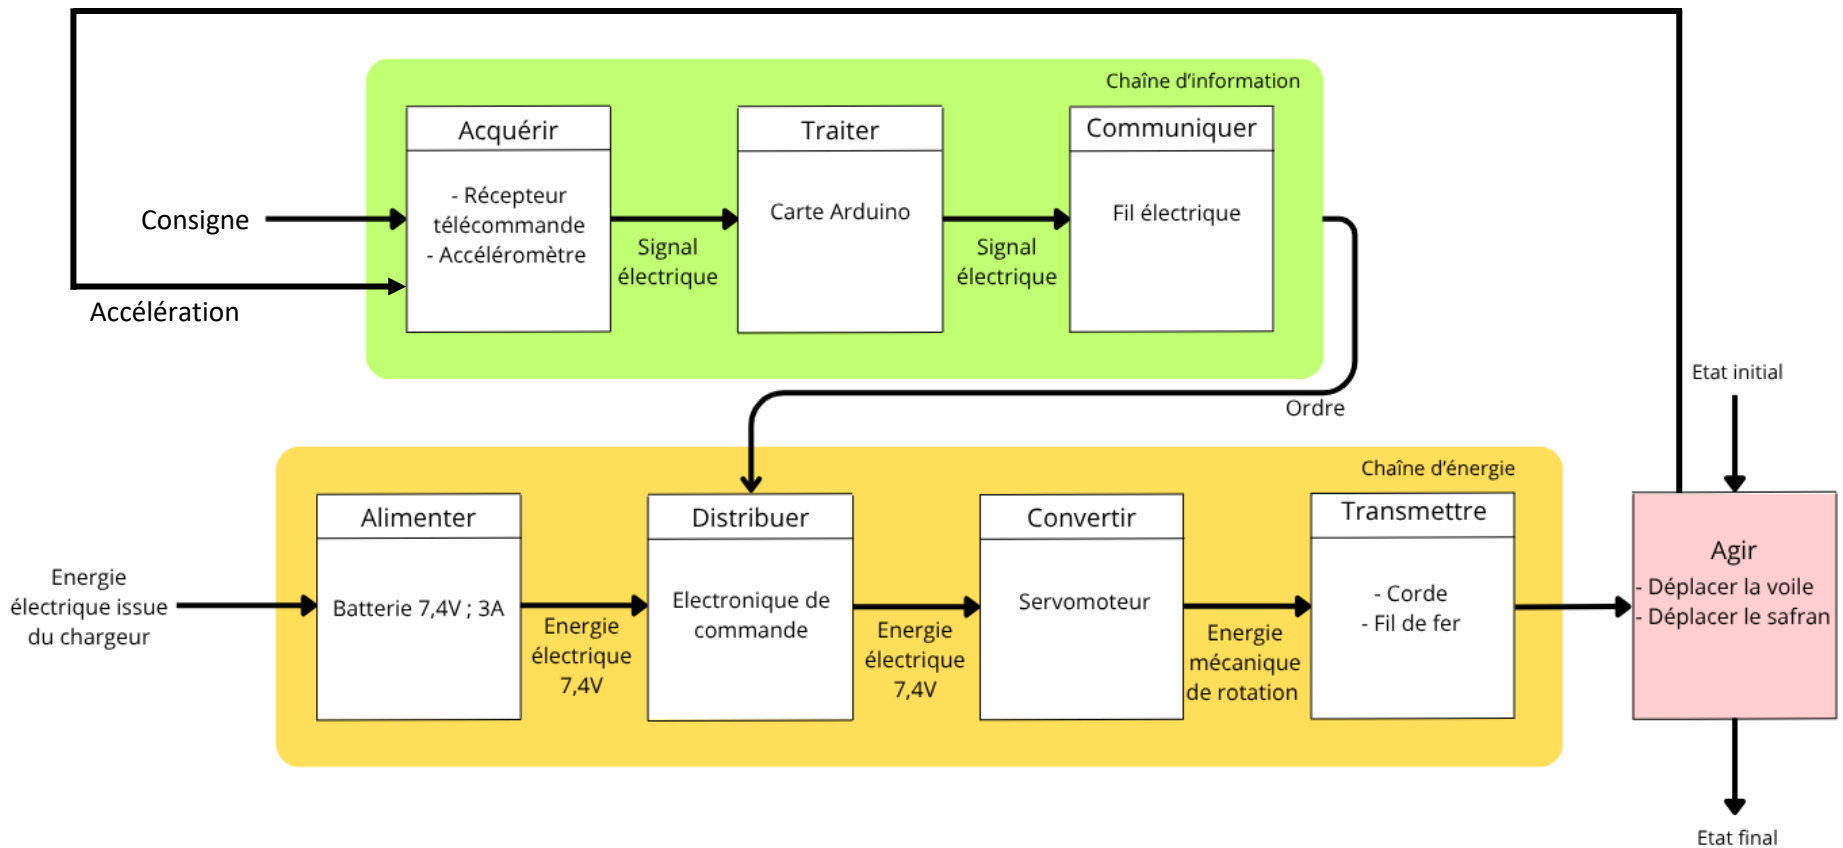 Chaîne d'information
Acquérir
Traiter
Communiquer
- Récepteur
télécommande
- Accéléromètre
Carte Arduino
Fil électrique
Consigne
Signal
électrique
Signal
électrique
Accélération
Ordre
Etat initial
Chaîne d'énergie
Alimenter
Distribuer
Convertir
Transmettre
Energie
électrique issue
du chargeur
Batterie 7,4V ; 3A
Energie
électrique
7,4V
Electronique de
commande
Energie
électrique
7,4V
Servomoteur
Energie
mécanique
de rotation
- Corde
- Fil de fer
Agir
- Déplacer la voile
- Déplacer le safran
Etat final